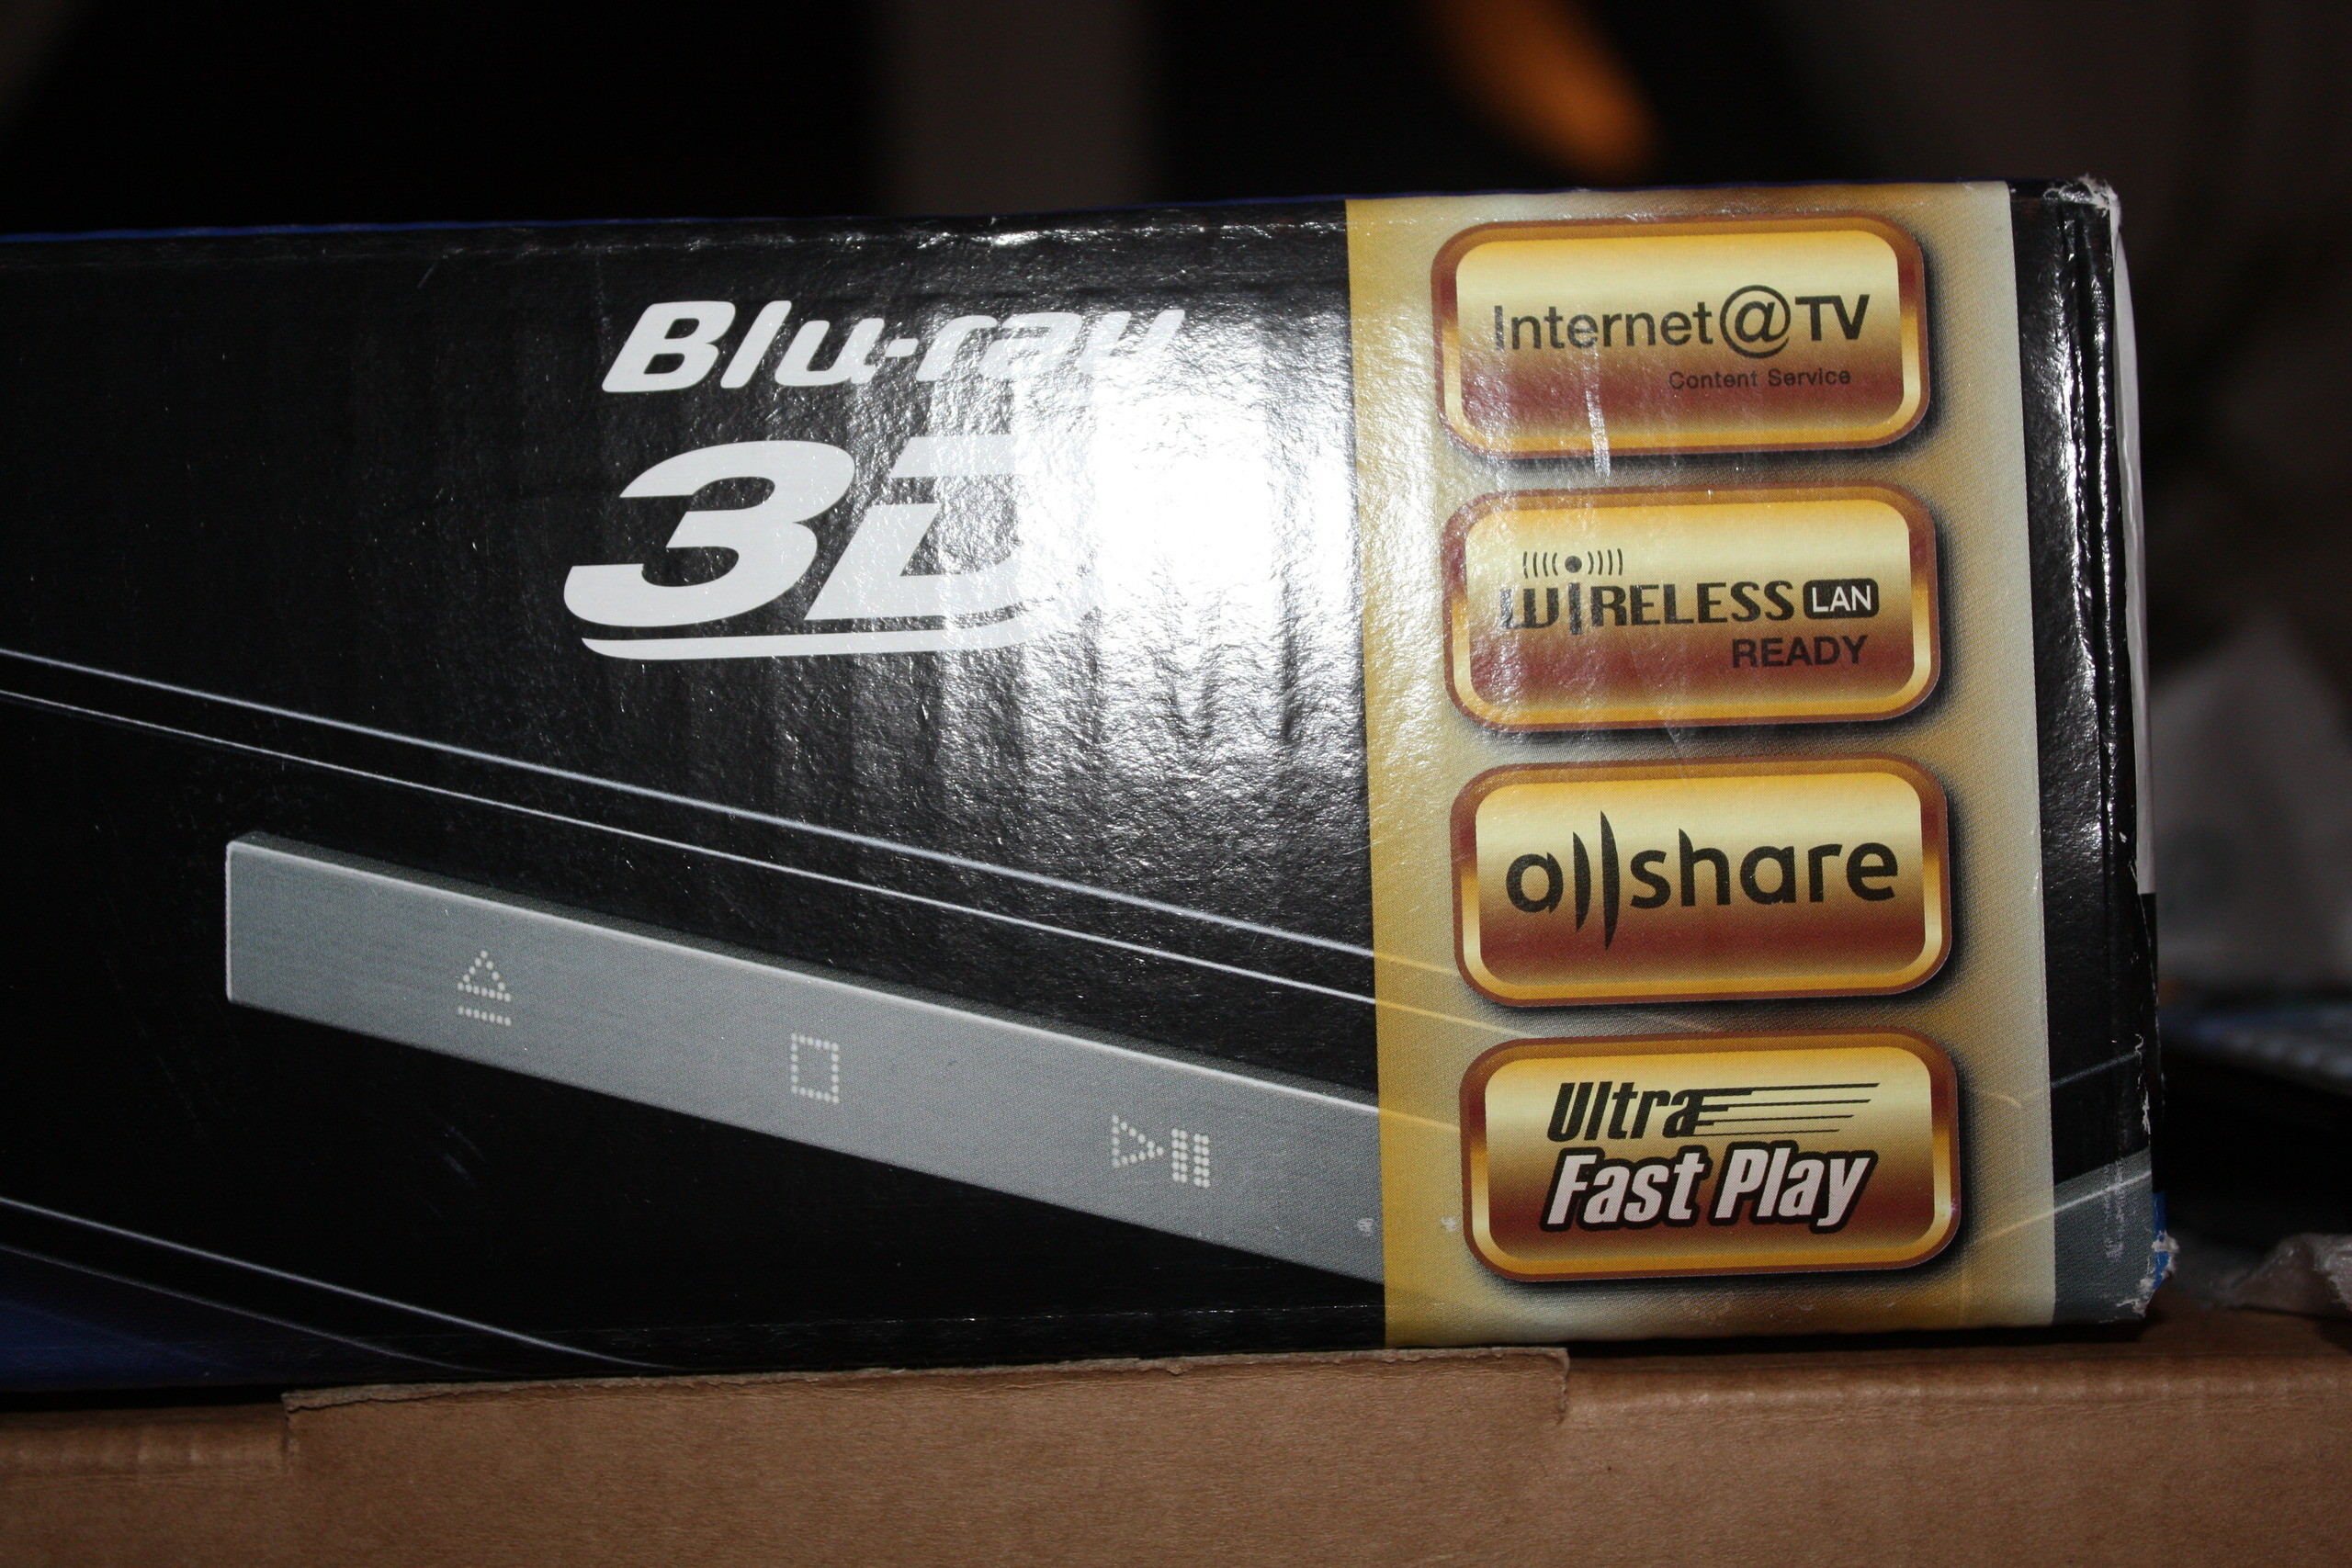 Blu-ray
3D
Internet@TV
Content Service
WIRELESS LAN
READY
allshare
Ultra
Fast Play